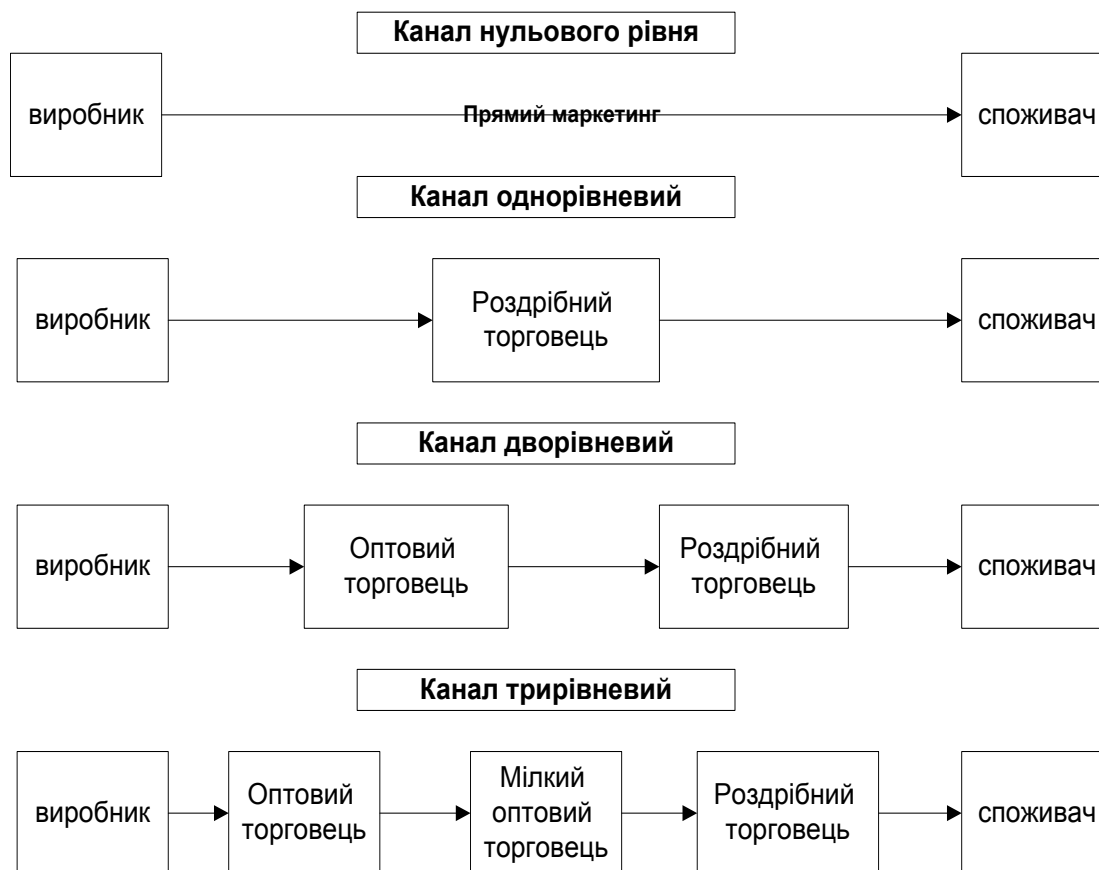 Канал нульового рівня
виробник
Прямий маркетинг
споживач
Канал однорівневий
виробник
Роздрібний
торговець
споживач
Канал дворівневий
виробник
Оптовий
торговець
Роздрібний
торговець
споживач
Канал трирівневий
виробник
Оптовий
торговець
Мілкий
оптовий
торговець
Роздрібний
торговець
споживач